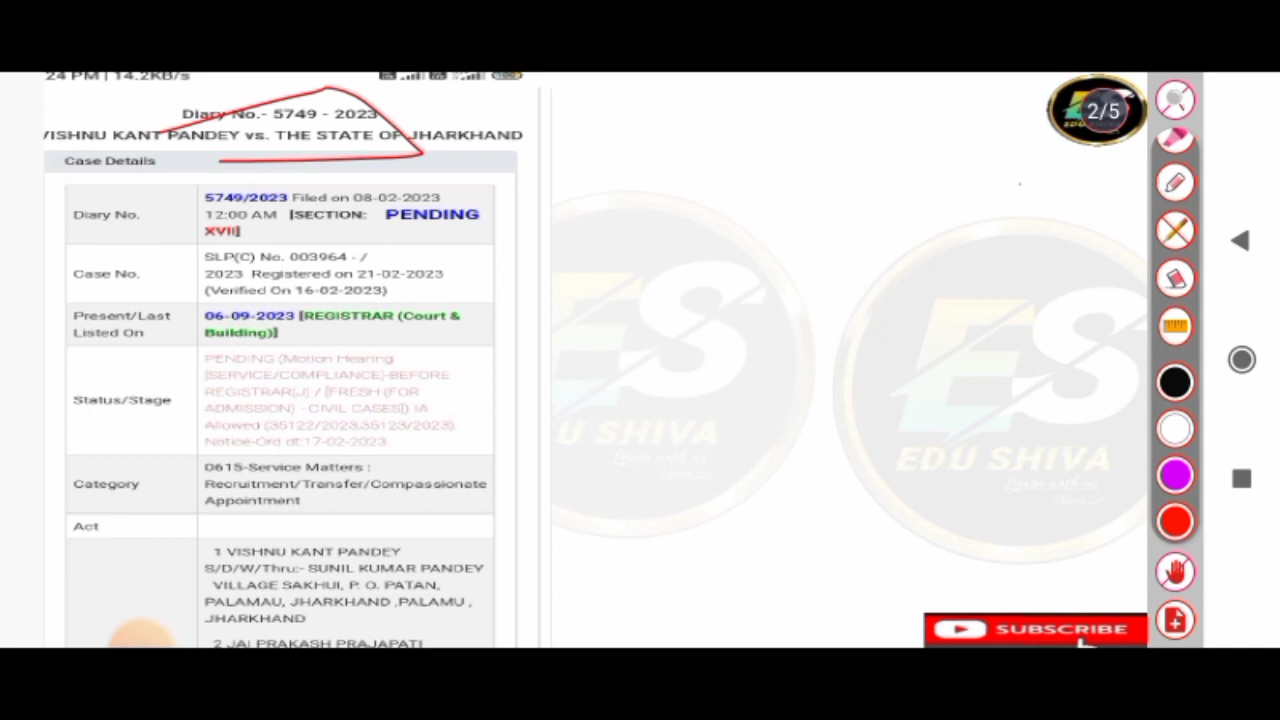 24 PM | 14.2KB/s
Diary No.- 5749 - 2023
VISHNU KANT PANDEY vs. THE STATE OF JHARKHAND
Case Details
Diary No.
5749/2023 Filed on 08-02-2023
12:00 AM [SECTION: PENDING
XVII]
Case No.
SLP(C) No. 003964 - /
2023 Registered on 21-02-2023
(Verified On 16-02-2023)
Present/Last
Listed On
06-09-2023 [REGISTRAR (Court &
Building)]
Status/Stage
PENDING (Motion Hearing
[SERVICE/COMPLIANCE]-BEFORE
REGISTRAR(J) / [FRESH (FOR
ADMISSION) - CIVIL CASES]) IA
Allowed (35122/2023,35123/2023),
Notice-Ord dt:17-02-2023
Category
0615-Service Matters :
Recruitment/Transfer/Compassionate
Appointment
Act
1 VISHNU KANT PANDEY
S/D/W/Thru:- SUNIL KUMAR PANDEY
VILLAGE SAKHUI, P. O. PATAN,
PALAMAU, JHARKHAND ,PALAMU ,
JHARKHAND
2 JAI PRAKASH PRAJAPATI
2/5
ES
U SHIVA
ES
EDU SHIVA
SUBSCRIBE